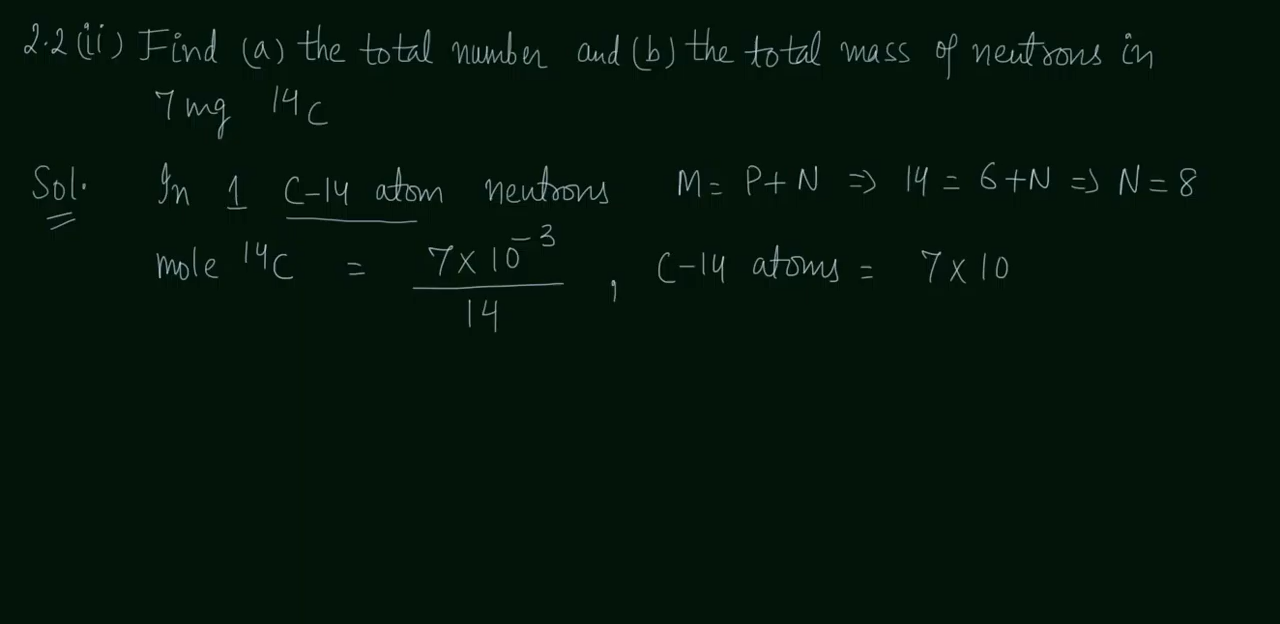 2.2 (ii) Find (a) the total number and (b) the total mass of neutrons in
7 mg ¹⁴C
Sol. In 1 C-14 atom neutrons M = P+N ⇒ 14 = 6+N ⇒ N = 8
mole ¹⁴C = 7 × 10⁻³ / 14 , C-14 atoms = 7 × 10